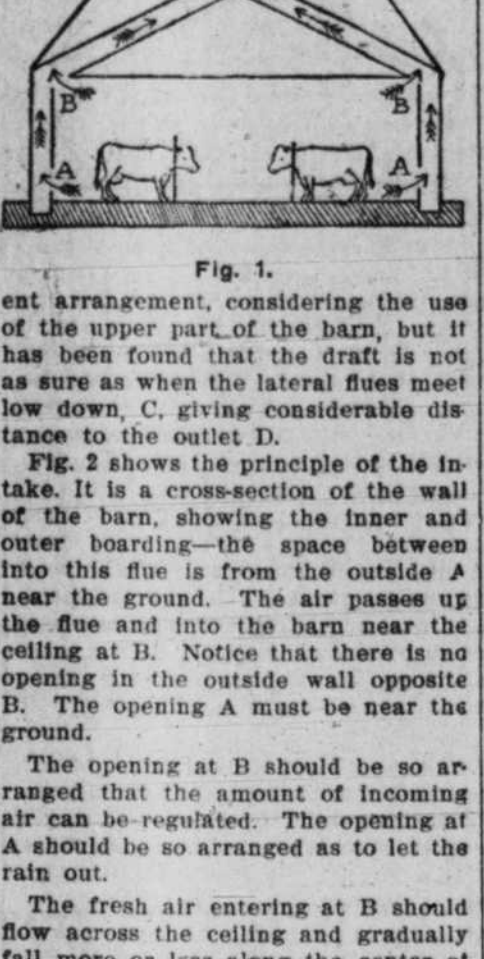 B B
A A
Fig. 1.
ent arrangement, considering the use
of the upper part of the barn, but it
has been found that the draft is not
as sure as when the lateral flues meet
low down, C, giving considerable dis-
tance to the outlet D.
Fig. 2 shows the principle of the in-
take. It is a cross-section of the wall
of the barn, showing the inner and
outer boarding—the space between
into this flue is from the outside A
near the ground. The air passes up
the flue and into the barn near the
ceiling at B. Notice that there is no
opening in the outside wall opposite
B. The opening A must be near the
ground.
The opening at B should be so ar-
ranged that the amount of incoming
air can be regulated. The opening at
A should be so arranged as to let the
rain out.
The fresh air entering at B should
flow across the ceiling and gradually
fall more or less along the center of